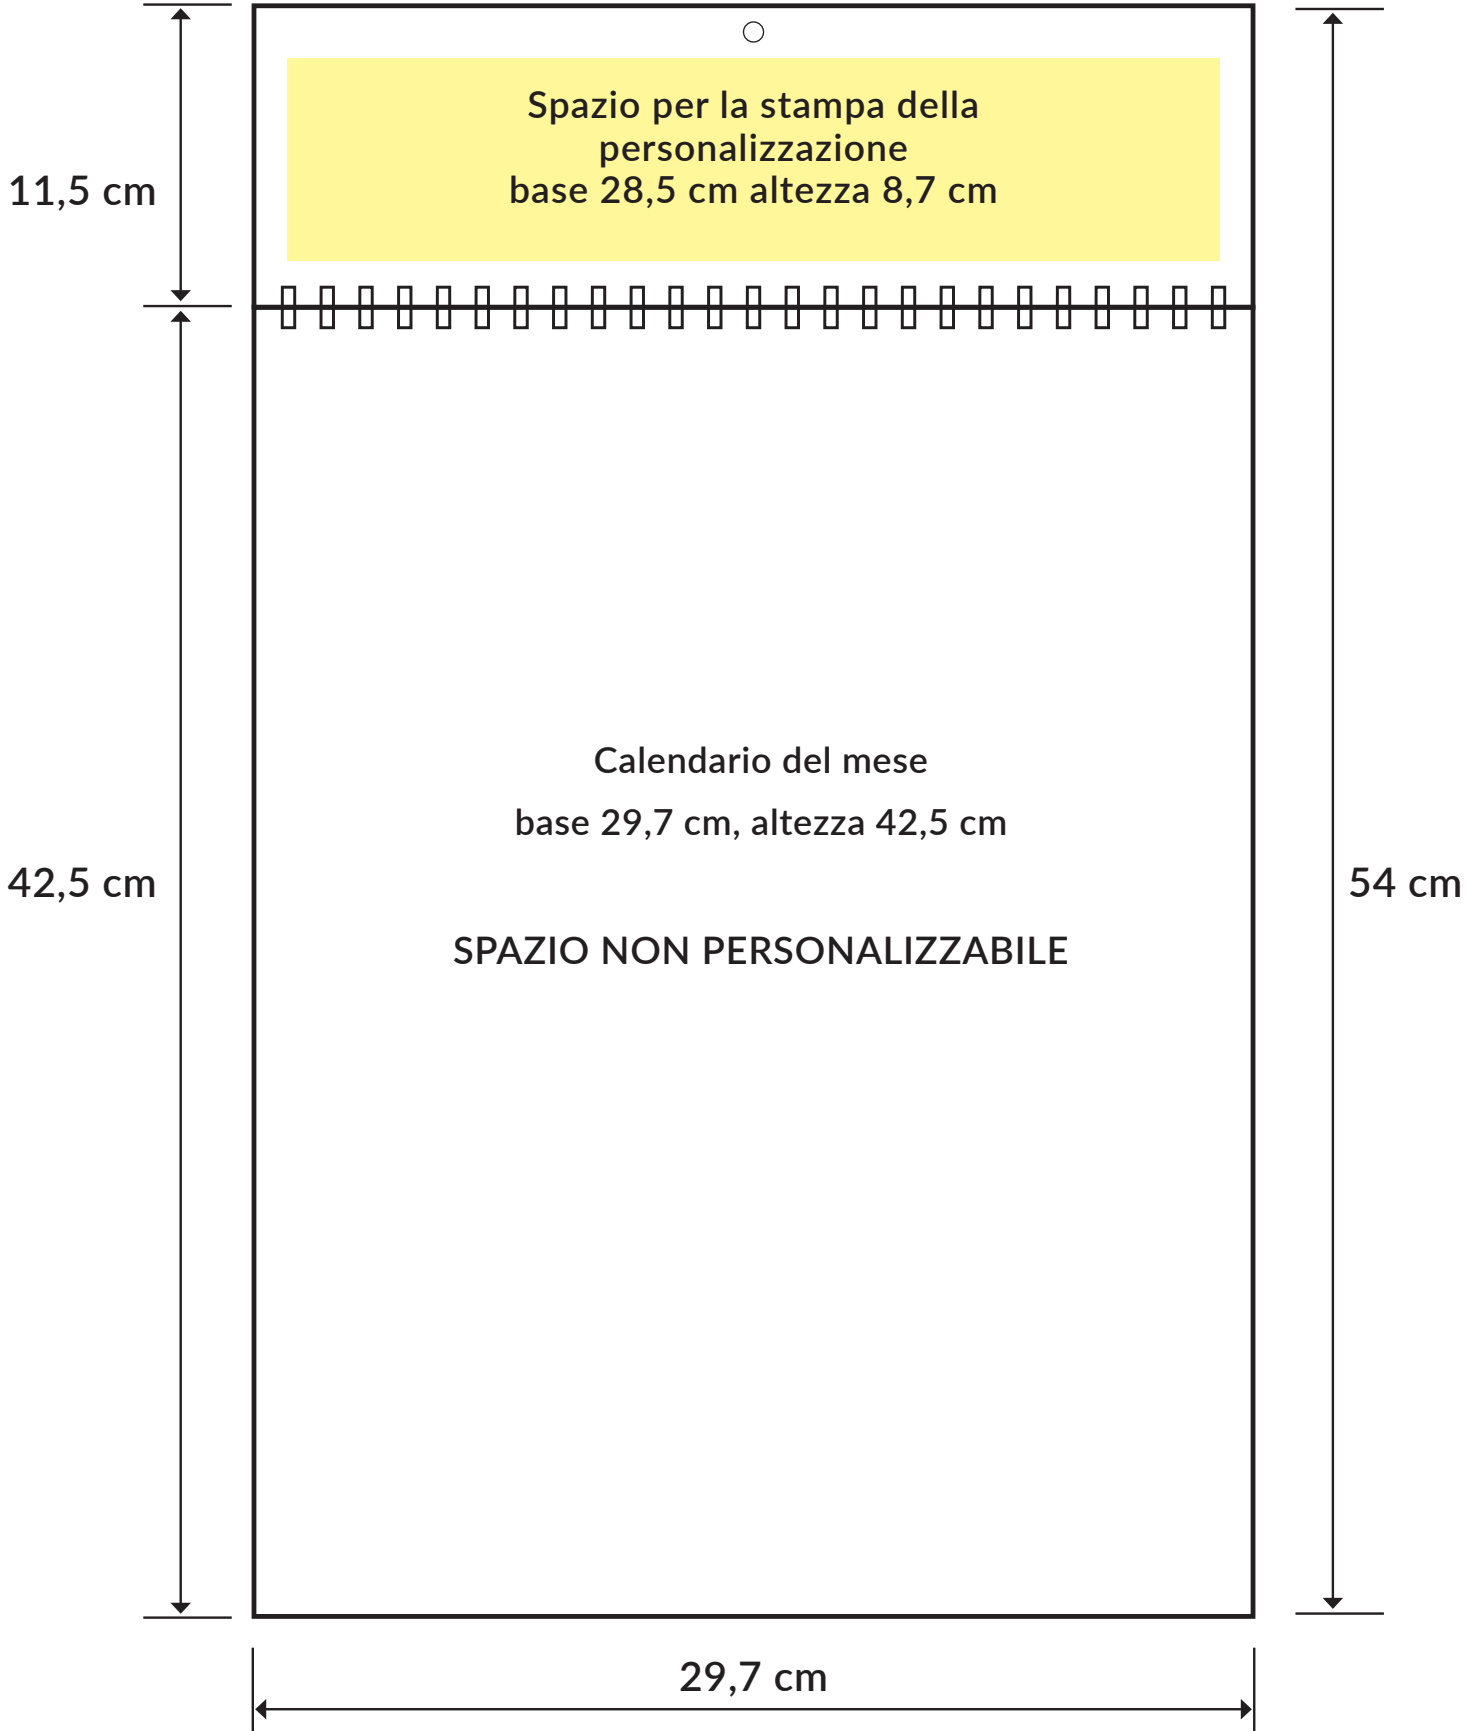 Spazio per la stampa della
personalizzazione
base 28,5 cm altezza 8,7 cm
11,5 cm
Calendario del mese
base 29,7 cm, altezza 42,5 cm
42,5 cm
54 cm
SPAZIO NON PERSONALIZZABILE
29,7 cm